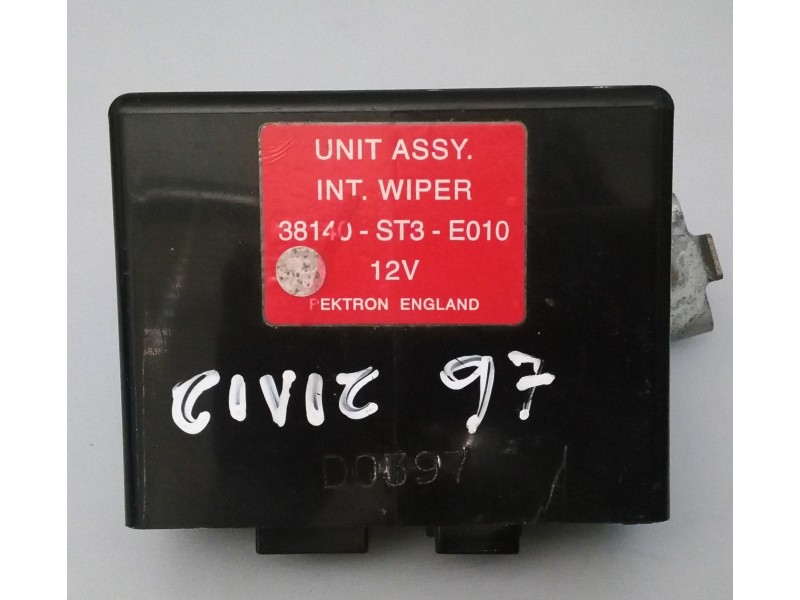 UNIT ASSY.
INT. WIPER
38140 - ST3 - E010
12V
PEKTRON ENGLAND
CIVIC 97
D0397